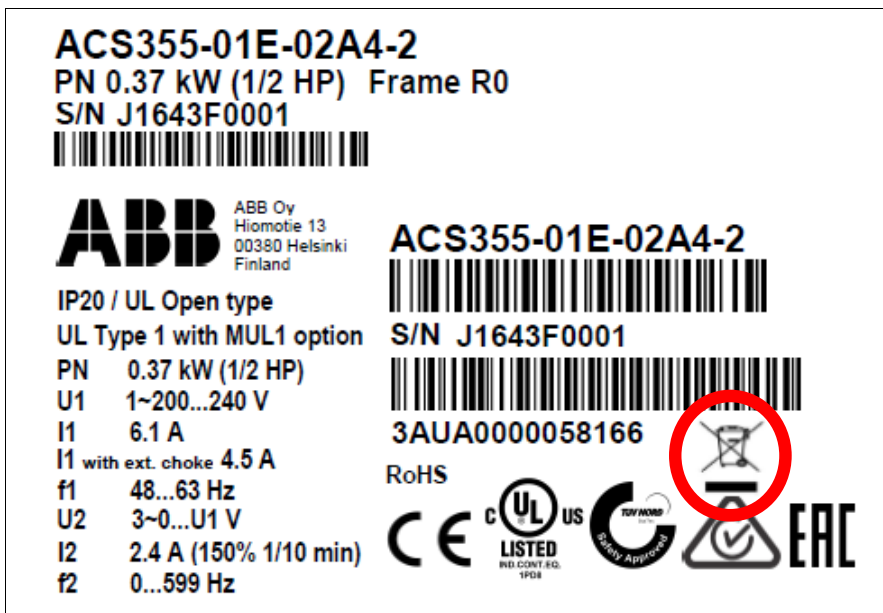 ACS355-01E-02A4-2
PN 0.37 kW (1/2 HP) Frame R0
S/N J1643F0001
ABB
ABB Oy
Hiomotie 13
00380 Helsinki
Finland
IP20 / UL Open type
UL Type 1 with MUL1 option
PN 0.37 kW (1/2 HP)
U1 1~200...240 V
I1 6.1 A
I1 with ext. choke 4.5 A
f1 48...63 Hz
U2 3~0...U1 V
I2 2.4 A (150% 1/10 min)
f2 0...599 Hz
ACS355-01E-02A4-2
S/N J1643F0001
3AUA0000058166
RoHS
CE
C UL US
LISTED
IND.CONT.EQ.
1PD8
TUV NORD
Safety Approved
EAC